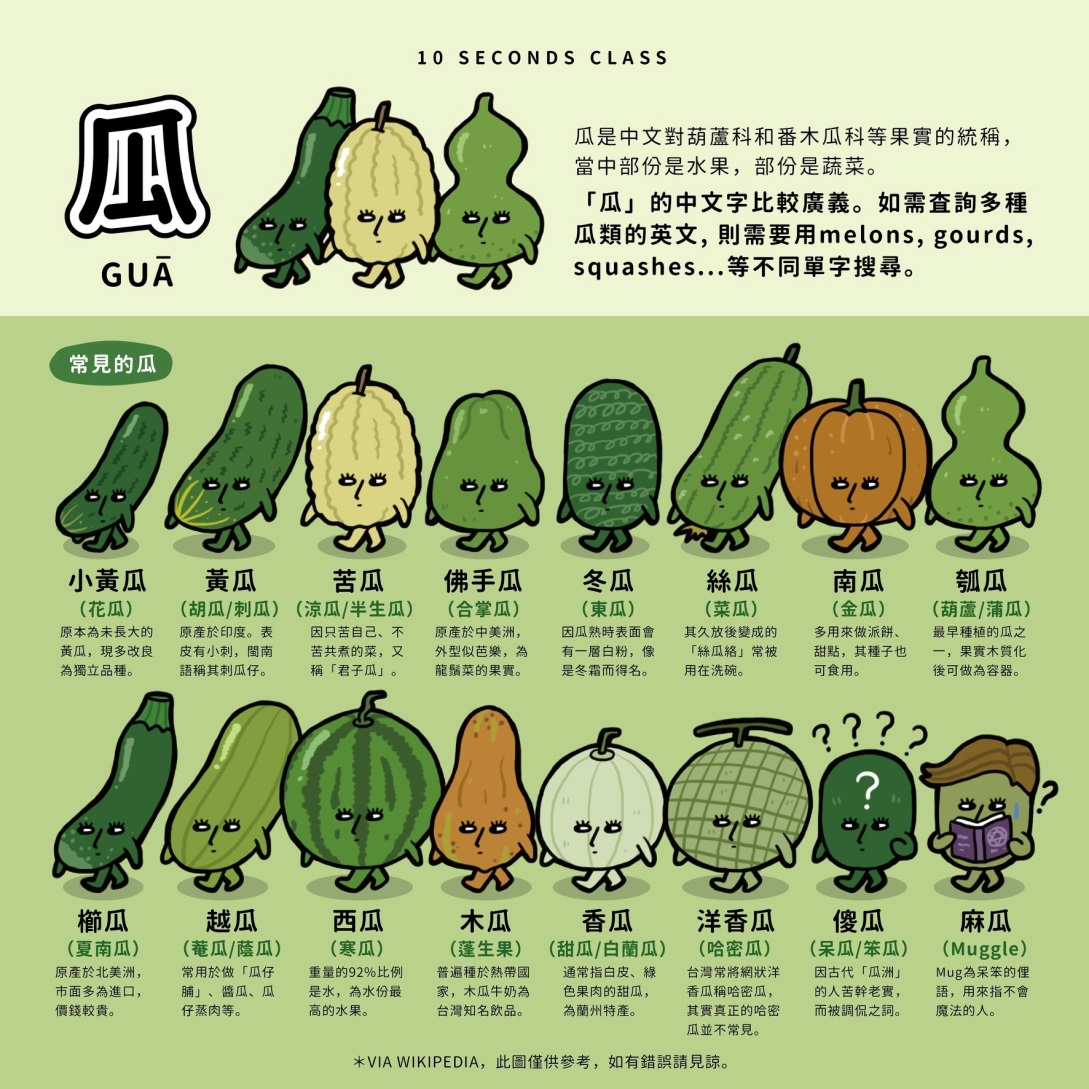 10 SECONDS CLASS
瓜
GUĀ
瓜是中文對葫蘆科和番木瓜科等果實的統稱，
當中部份是水果，部份是蔬菜。
「瓜」的中文字比較廣義。如需查詢多種
瓜類的英文, 則需要用melons, gourds,
squashes...等不同單字搜尋。
常見的瓜
小黃瓜
（花瓜）
原本為未長大的
黃瓜，現多改良
為獨立品種。
黃瓜
（胡瓜/刺瓜）
原產於印度。表
皮有小刺，閩南
語稱其刺瓜仔。
苦瓜
（涼瓜/半生瓜）
因只苦自己、不
苦共煮的菜，又
稱「君子瓜」。
佛手瓜
（合掌瓜）
原產於中美洲，
外型似芭樂，為
龍鬚菜的果實。
冬瓜
（東瓜）
因瓜熟時表面會
有一層白粉，像
是冬霜而得名。
絲瓜
（菜瓜）
其久放後變成的
「絲瓜絡」常被
用在洗碗。
南瓜
（金瓜）
多用來做派餅、
甜點，其種子也
可食用。
瓠瓜
（葫蘆/蒲瓜）
最早種植的瓜之
一，果實木質化
後可做為容器。
?
? ? ? ?
?
櫛瓜
（夏南瓜）
原產於北美洲，
市面多為進口，
價錢較貴。
越瓜
（菴瓜/蔭瓜）
常用於做「瓜仔
脯」、醬瓜、瓜
仔蒸肉等。
西瓜
（寒瓜）
重量的92%比例
是水，為水份最
高的水果。
木瓜
（蓬生果）
普遍種於熱帶國
家，木瓜牛奶為
台灣知名飲品。
香瓜
（甜瓜/白蘭瓜）
通常指白皮、綠
色果肉的甜瓜，
為蘭州特產。
洋香瓜
（哈密瓜）
台灣常將網狀洋
香瓜稱哈密瓜，
其實真正的哈密
瓜並不常見。
傻瓜
（呆瓜/笨瓜）
因古代「瓜洲」
的人苦幹老實，
而被調侃之詞。
麻瓜
（Muggle）
Mug為呆笨的俚
語，用來指不會
魔法的人。
＊VIA WIKIPEDIA，此圖僅供參考，如有錯誤請見諒。